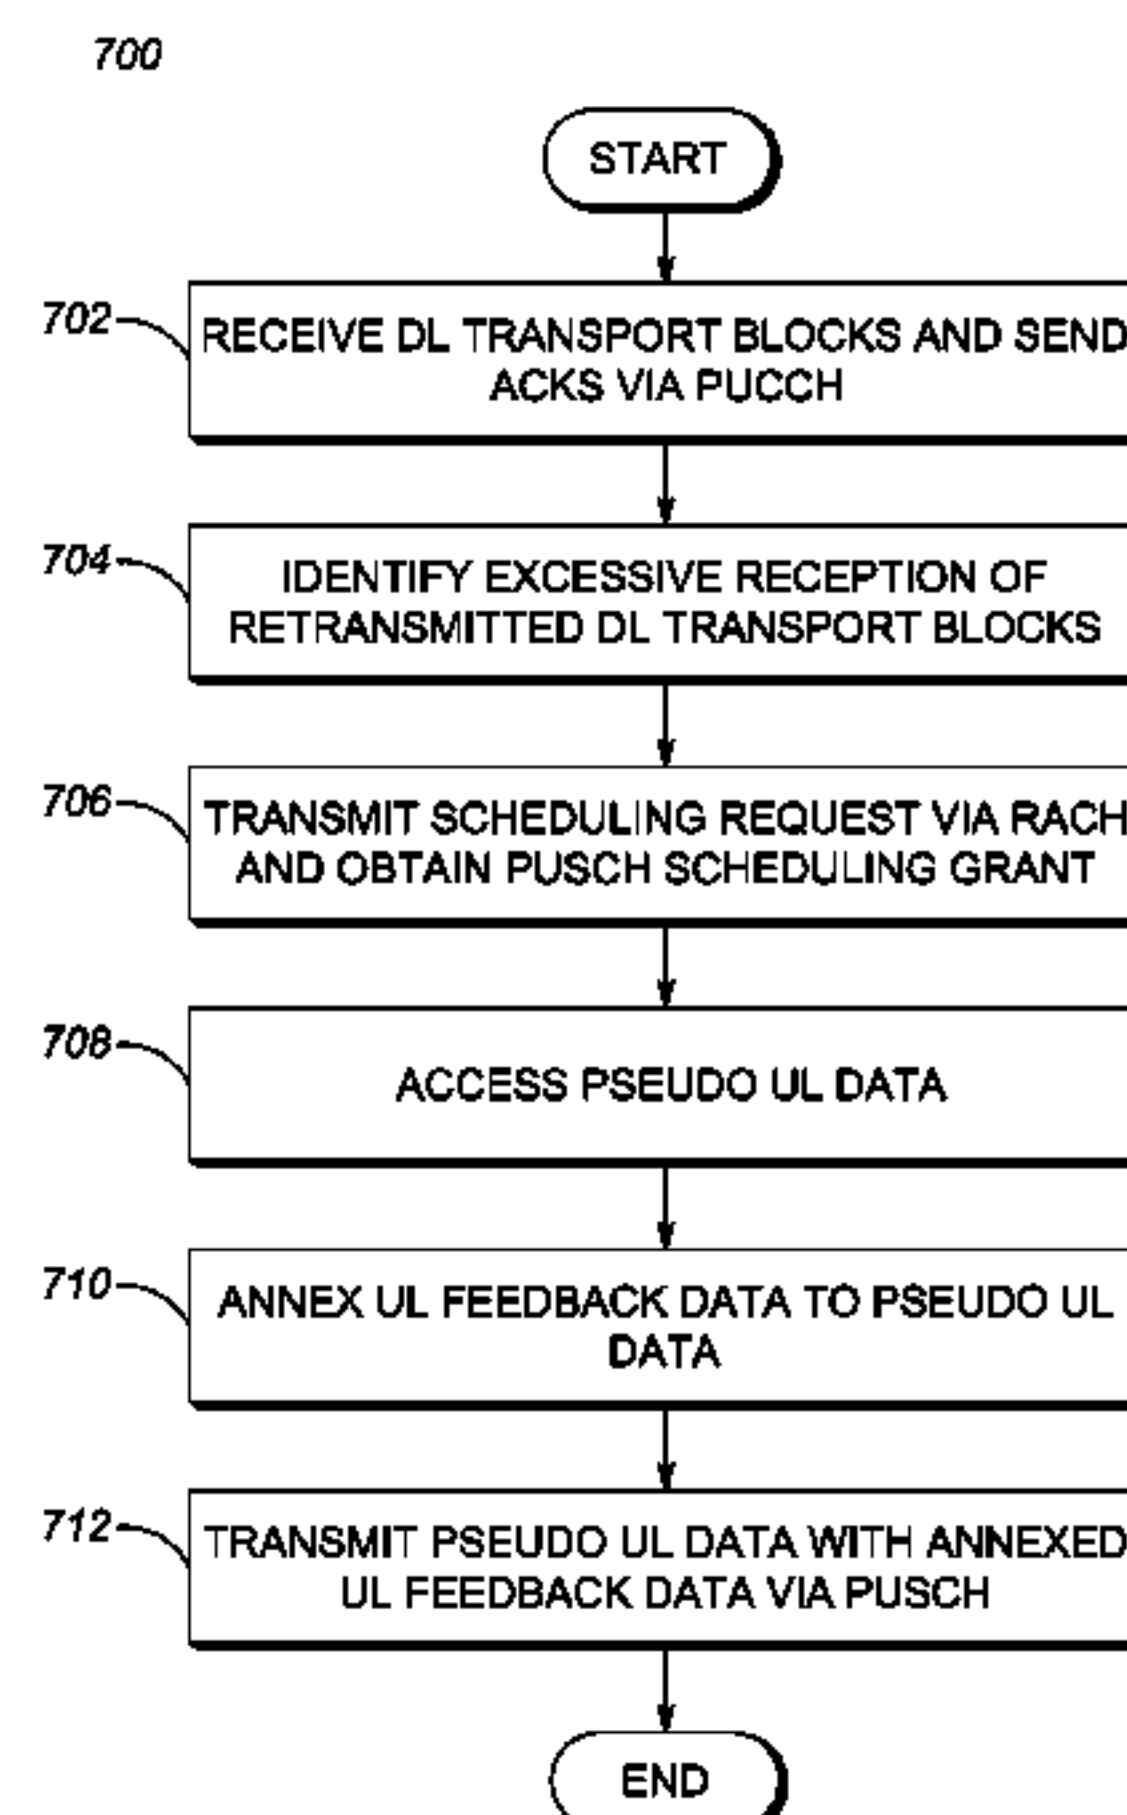 700
START
702
RECEIVE DL TRANSPORT BLOCKS AND SEND
ACKS VIA PUCCH
704
IDENTIFY EXCESSIVE RECEPTION OF
RETRANSMITTED DL TRANSPORT BLOCKS
706
TRANSMIT SCHEDULING REQUEST VIA RACH
AND OBTAIN PUSCH SCHEDULING GRANT
708
ACCESS PSEUDO UL DATA
710
ANNEX UL FEEDBACK DATA TO PSEUDO UL
DATA
712
TRANSMIT PSEUDO UL DATA WITH ANNEXED
UL FEEDBACK DATA VIA PUSCH
END